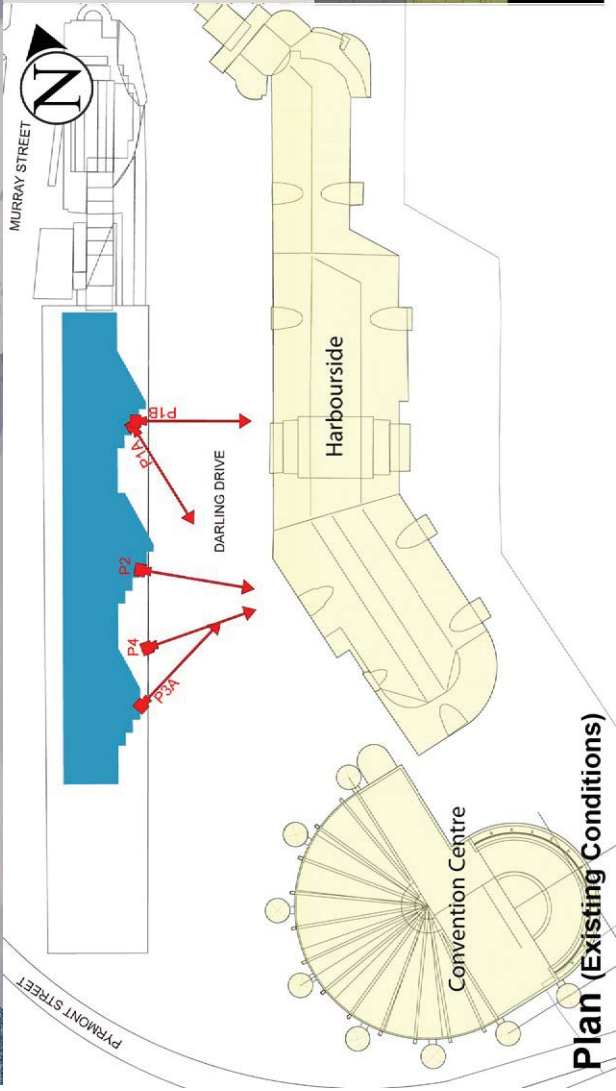 N
MURRAY STREET
P1B
P1A
DARLING DRIVE
P2
P4
P3A
Harbourside
Convention Centre
PYRMONT STREET
Plan (Existing Conditions)